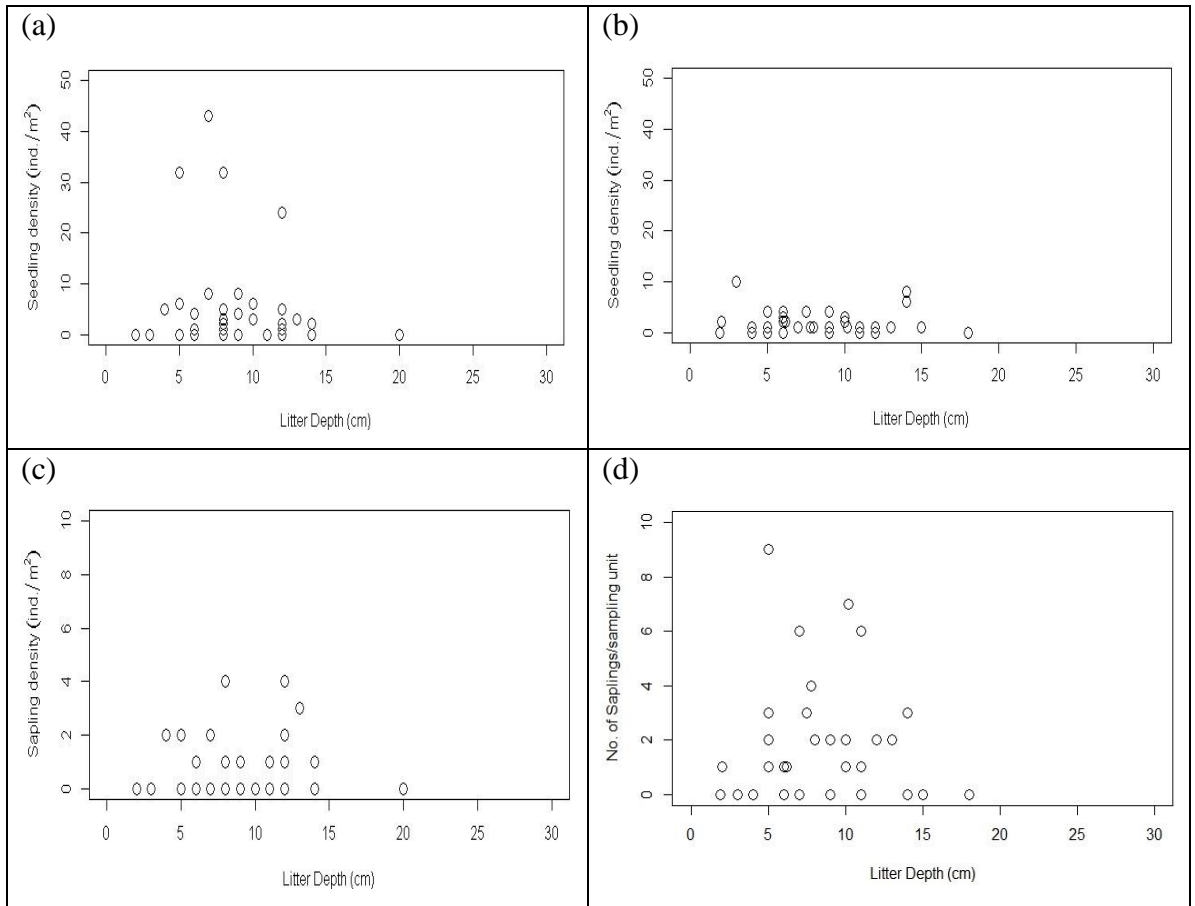 (a)
Seedling density (ind./m²)
50
40
30
20
10
0
0 5 10 15 20 25 30
Litter Depth (cm)
(b)
Seedling density (ind./m²)
50
40
30
20
10
0
0 5 10 15 20 25 30
Litter Depth (cm)
(c)
Sapling density (ind./m²)
10
8
6
4
2
0
0 5 10 15 20 25 30
Litter Depth (cm)
(d)
No. of Saplings/sampling unit
10
8
6
4
2
0
0 5 10 15 20 25 30
Litter Depth (cm)